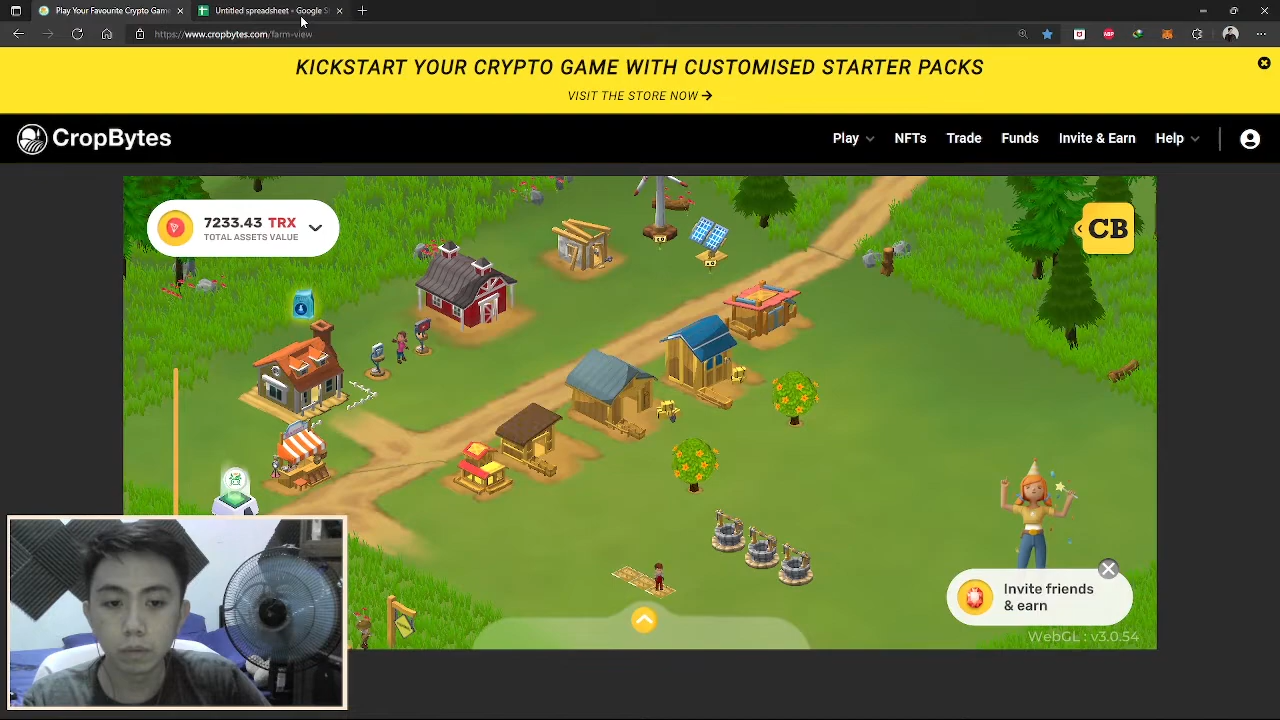 Play Your Favourite Crypto Gam
Untitled spreadsheet - Google S
https://www.cropbytes.com/farm-view
ABP
KICKSTART YOUR CRYPTO GAME WITH CUSTOMISED STARTER PACKS
VISIT THE STORE NOW →
CropBytes
Play
NFTs
Trade
Funds
Invite & Earn
Help
7233.43 TRX
TOTAL ASSETS VALUE
CB
Invite friends
& earn
WebGL : v3.0.54